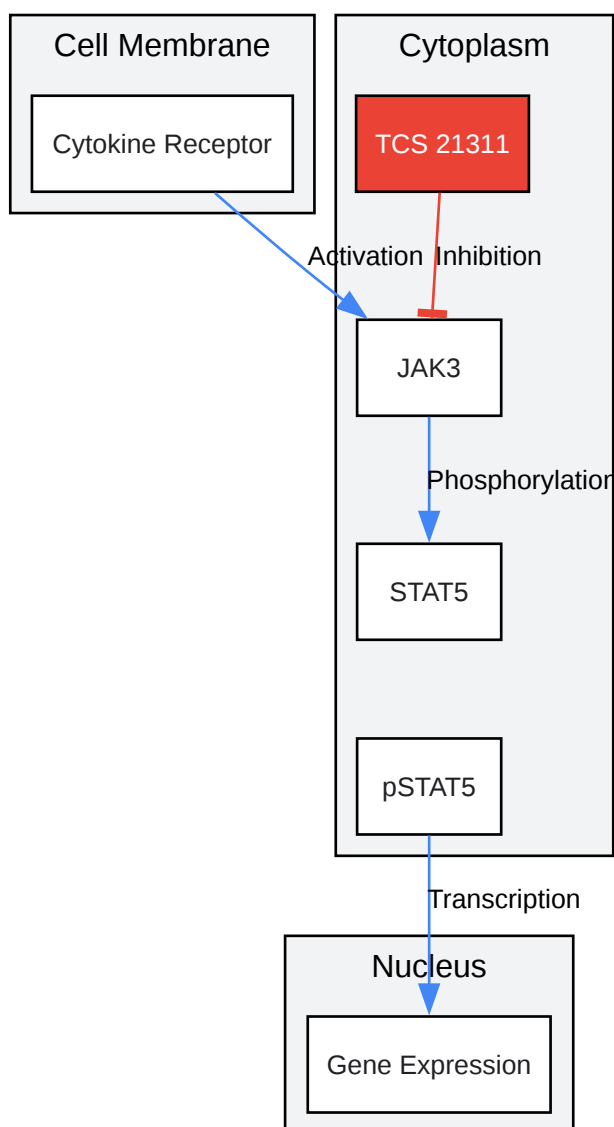 Cell Membrane
Cytoplasm
Cytokine Receptor
TCS 21311
Activation
Inhibition
JAK3
Phosphorylation
STAT5
pSTAT5
Transcription
Nucleus
Gene Expression